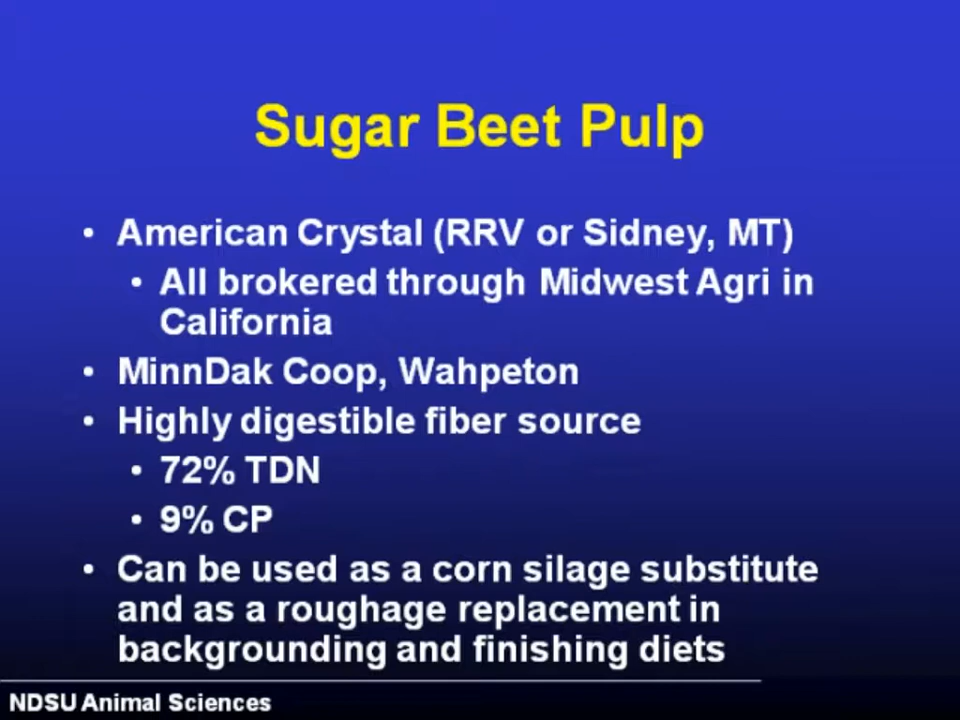 Sugar Beet Pulp
• American Crystal (RRV or Sidney, MT)
• All brokered through Midwest Agri in
California
• MinnDak Coop, Wahpeton
• Highly digestible fiber source
• 72% TDN
• 9% CP
• Can be used as a corn silage substitute
and as a roughage replacement in
backgrounding and finishing diets
NDSU Animal Sciences